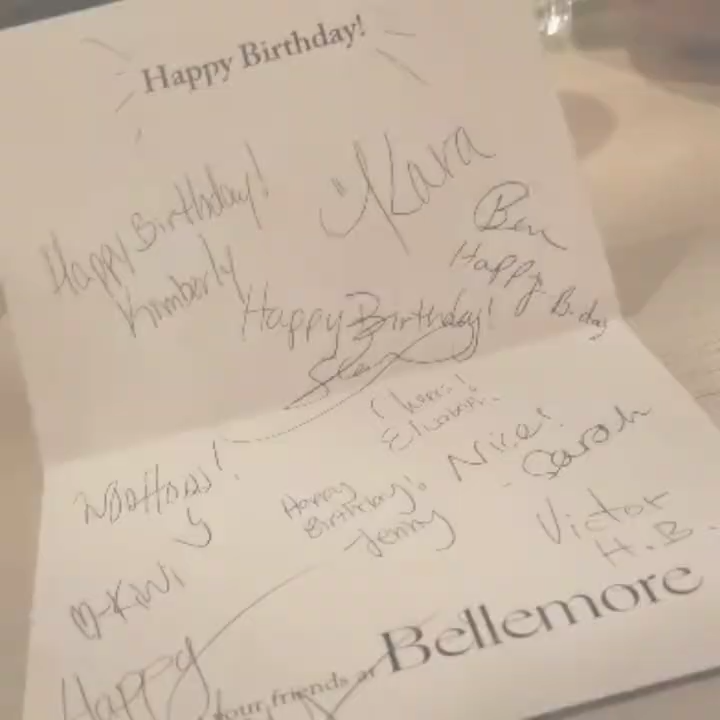 Happy Birthday!
Kara
Happy Birthday!
Kimberly
Ben
Happy
B.day
Happy Birthday!
Cheers!
Nice!
- Sarah
Happy
Birthday!
Jenny
Victor
H.B.
-KiWi
Happy
your friends at Bellemore